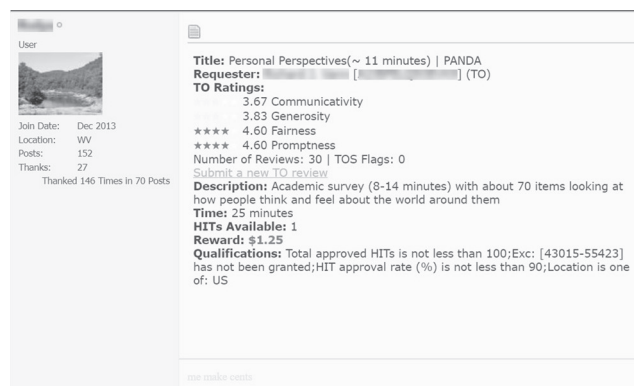 User
Join Date: Dec 2013
Location: WV
Posts: 152
Thanks: 27
Thanked 146 Times in 70 Posts
Title: Personal Perspectives(~ 11 minutes) | PANDA
Requester: [ ] (TO)
TO Ratings:
3.67 Communicativity
3.83 Generosity
★★★★ 4.60 Fairness
★★★★ 4.60 Promptness
Number of Reviews: 30 | TOS Flags: 0
Submit a new TO review
Description: Academic survey (8-14 minutes) with about 70 items looking at
how people think and feel about the world around them
Time: 25 minutes
HITs Available: 1
Reward: $1.25
Qualifications: Total approved HITs is not less than 100;Exc: [43015-55423]
has not been granted;HIT approval rate (%) is not less than 90;Location is one
of: US
me make cents